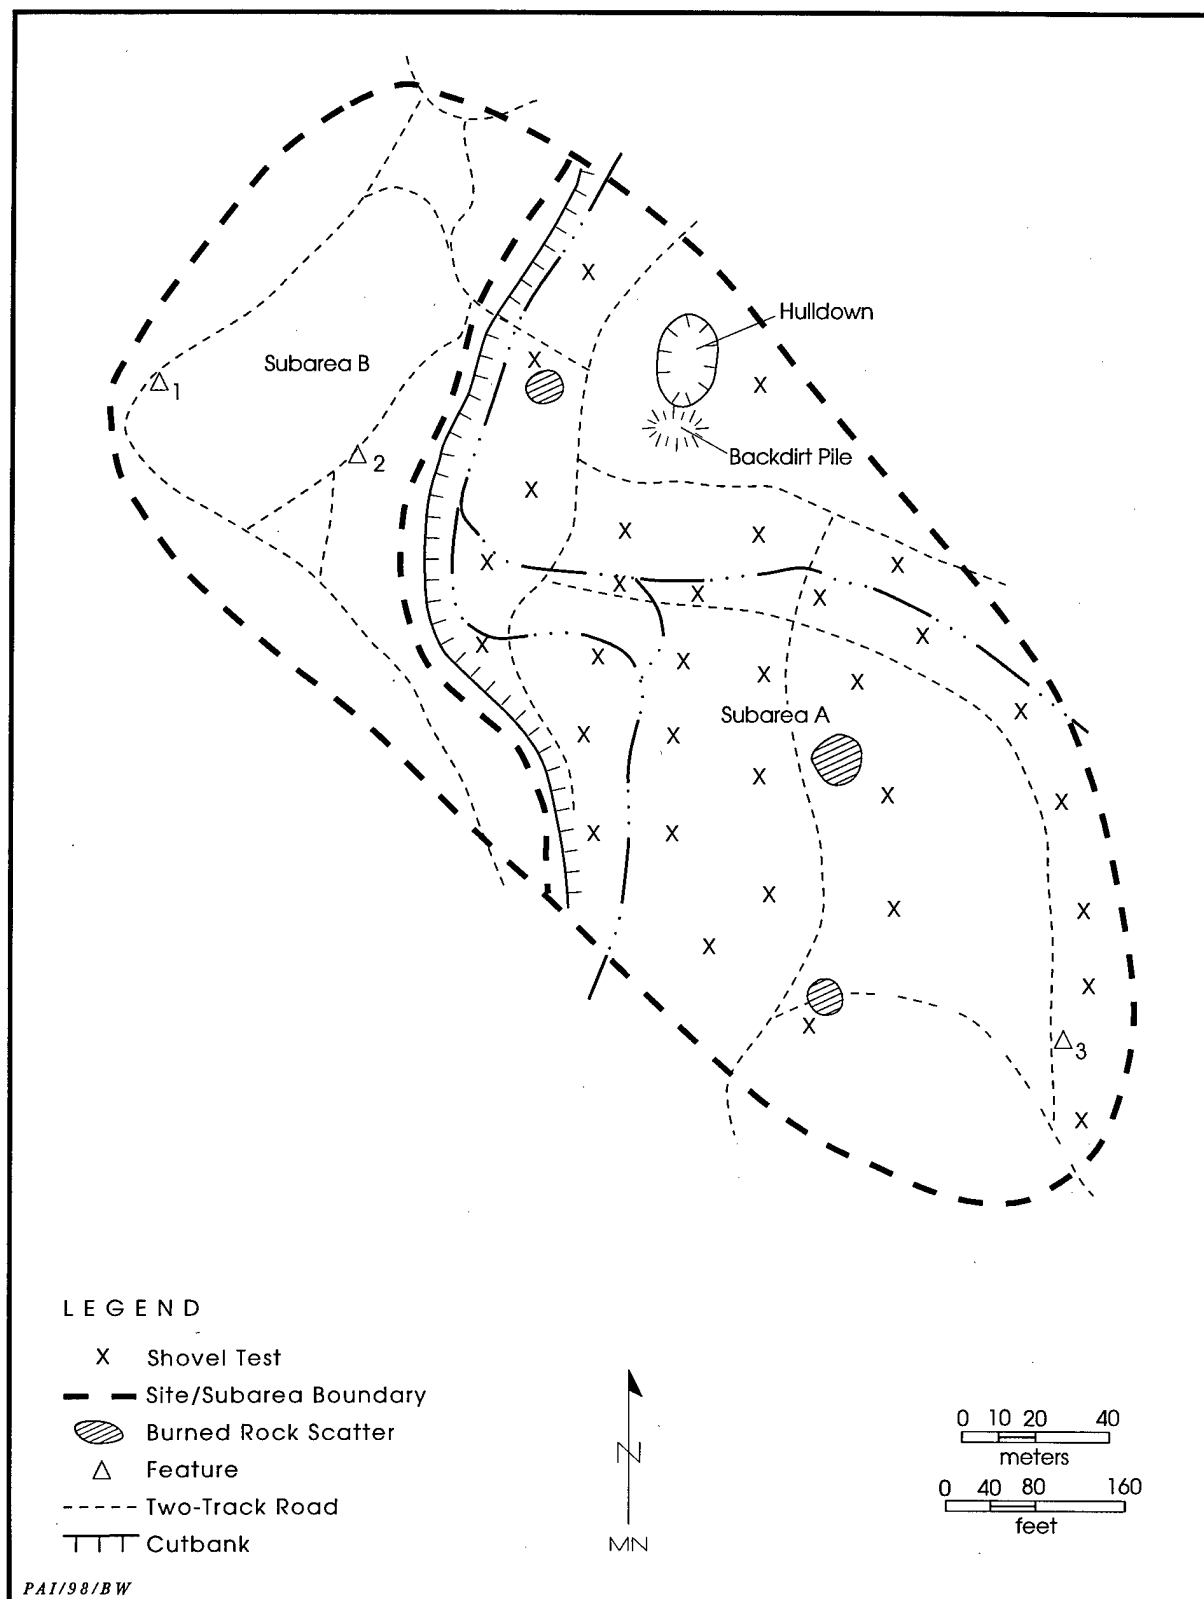 Hulldown
Subarea B
1
Backdirt Pile
2
Subarea A
3
LEGEND
X Shovel Test
Site/Subarea Boundary
Burned Rock Scatter
Feature
Two-Track Road
Cutbank
N
MN
0 10 20 40
meters
0 40 80 160
feet
PAI/98/BW